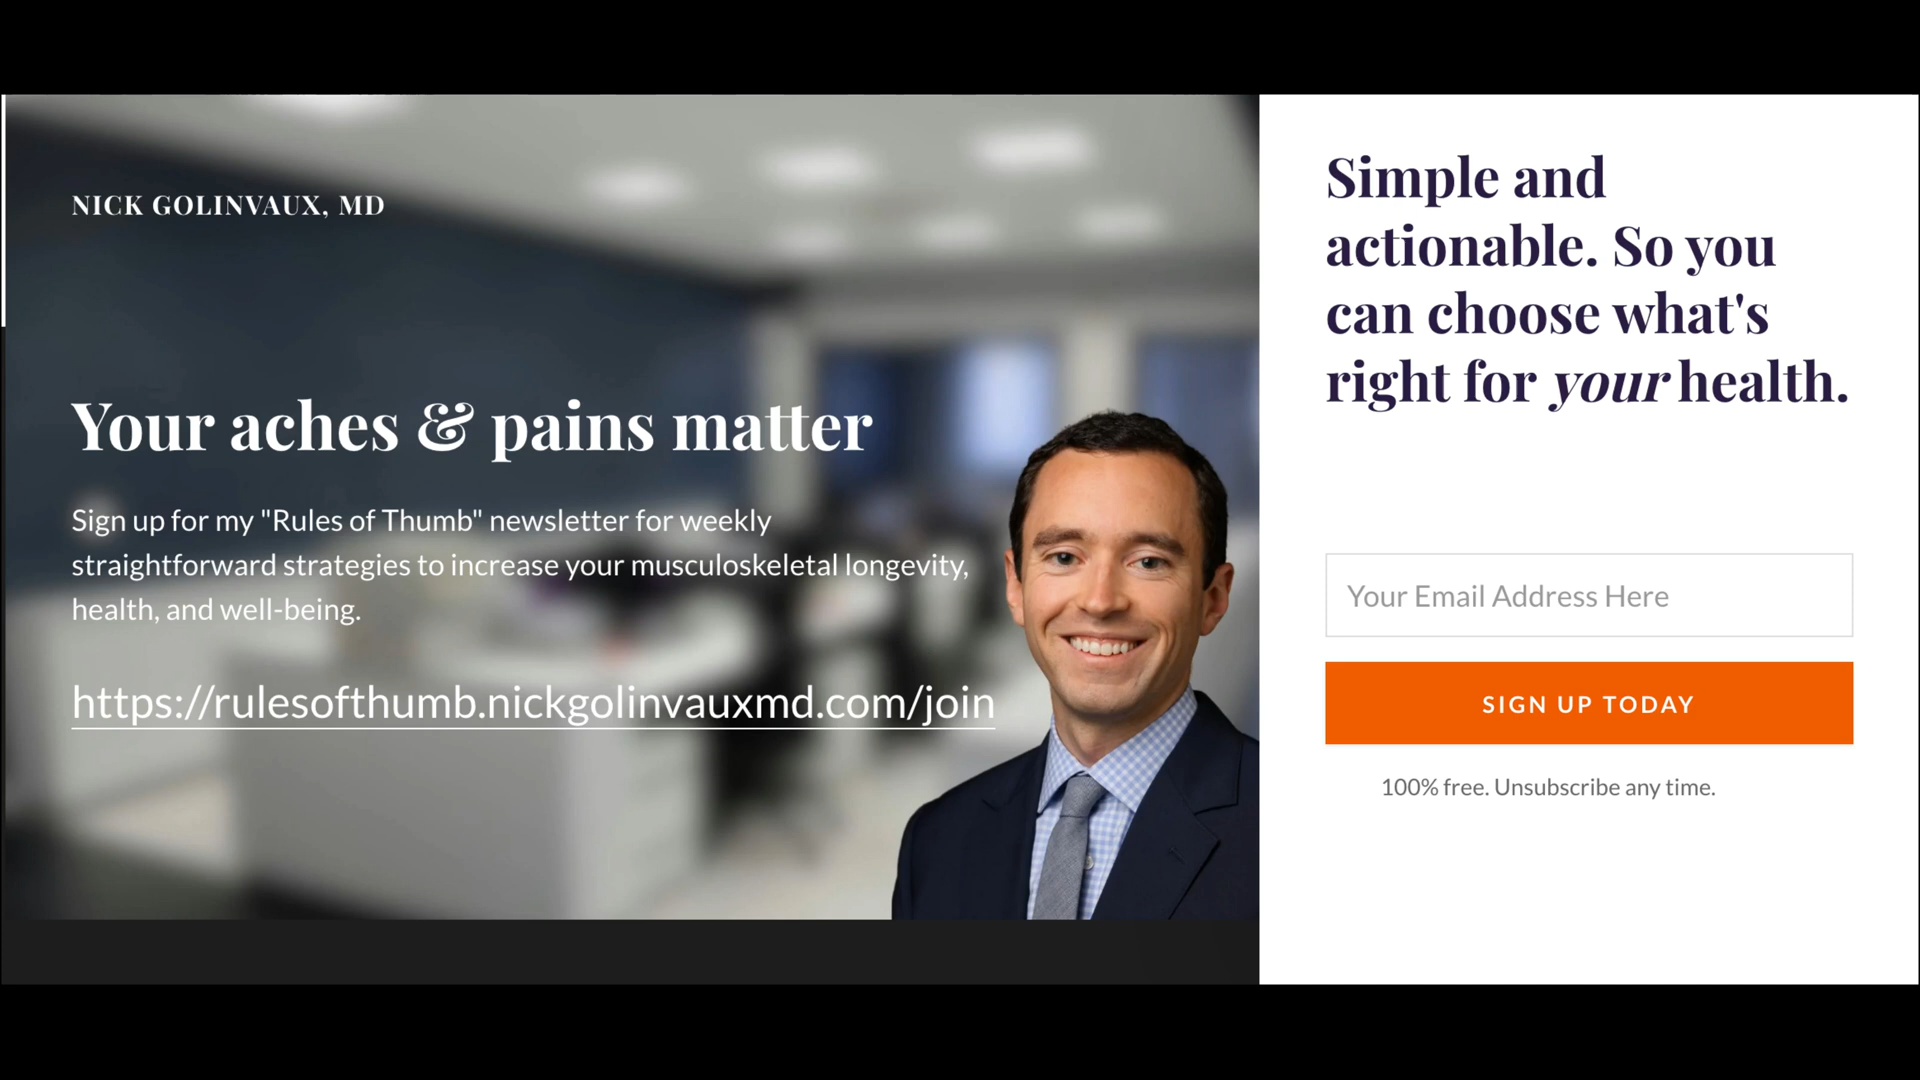 NICK GOLINVAUX, MD
Your aches & pains matter
Sign up for my "Rules of Thumb" newsletter for weekly
straightforward strategies to increase your musculoskeletal longevity,
health, and well-being.
https://rulesofthumb.nickgolinvauxmd.com/join
Simple and
actionable. So you
can choose what's
right for your health.
Your Email Address Here
SIGN UP TODAY
100% free. Unsubscribe any time.